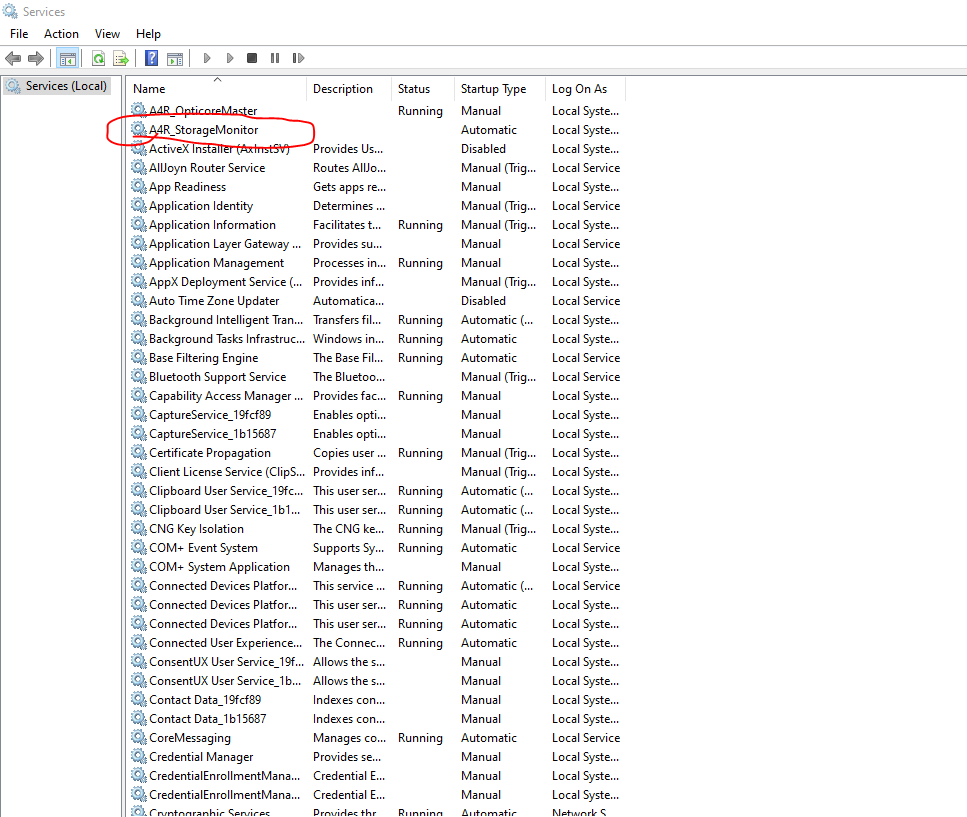 Services
File Action View Help
Services (Local)
Name Description Status Startup Type Log On As
A4R_OpticoreMaster Running Manual Local Syste...
A4R_StorageMonitor Automatic Local Syste...
ActiveX Installer (AxInstSV) Provides Us... Disabled Local Syste...
AllJoyn Router Service Routes AllJo... Manual (Trig... Local Service
App Readiness Gets apps re... Manual Local Syste...
Application Identity Determines ... Manual (Trig... Local Service
Application Information Facilitates t... Running Manual (Trig... Local Syste...
Application Layer Gateway ... Provides su... Manual Local Service
Application Management Processes in... Running Manual Local Syste...
AppX Deployment Service (... Provides inf... Manual (Trig... Local Syste...
Auto Time Zone Updater Automatica... Disabled Local Service
Background Intelligent Tran... Transfers fil... Running Automatic (... Local Syste...
Background Tasks Infrastruc... Windows in... Running Automatic Local Syste...
Base Filtering Engine The Base Fil... Running Automatic Local Service
Bluetooth Support Service The Bluetoo... Manual (Trig... Local Service
Capability Access Manager ... Provides fac... Running Manual Local Syste...
CaptureService_19fcf89 Enables opti... Manual Local Syste...
CaptureService_1b15687 Enables opti... Manual Local Syste...
Certificate Propagation Copies user ... Running Manual (Trig... Local Syste...
Client License Service (ClipS... Provides inf... Manual (Trig... Local Syste...
Clipboard User Service_19fc... This user ser... Running Automatic (... Local Syste...
Clipboard User Service_1b1... This user ser... Running Automatic (... Local Syste...
CNG Key Isolation The CNG ke... Running Manual (Trig... Local Syste...
COM+ Event System Supports Sy... Running Automatic Local Service
COM+ System Application Manages th... Manual Local Syste...
Connected Devices Platfor... This service ... Running Automatic (... Local Service
Connected Devices Platfor... This user ser... Running Automatic Local Syste...
Connected Devices Platfor... This user ser... Running Automatic Local Syste...
Connected User Experience... The Connec... Running Automatic Local Syste...
ConsentUX User Service_19f... Allows the s... Manual Local Syste...
ConsentUX User Service_1b... Allows the s... Manual Local Syste...
Contact Data_19fcf89 Indexes con... Manual Local Syste...
Contact Data_1b15687 Indexes con... Manual Local Syste...
CoreMessaging Manages co... Running Automatic Local Service
Credential Manager Provides se... Manual Local Syste...
CredentialEnrollmentMana... Credential E... Manual Local Syste...
CredentialEnrollmentMana... Credential E... Manual Local Syste...
Cryptographic Services Provides thr... Running Automatic Network S...